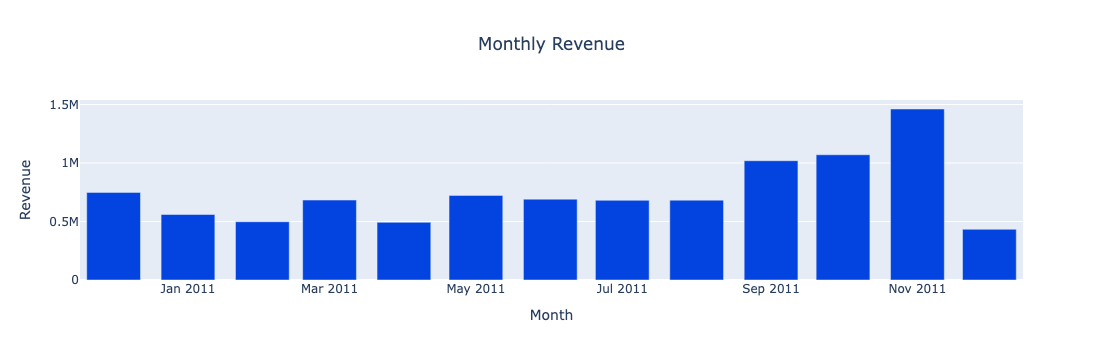 Monthly Revenue
1.5M
1M
0.5M
0
Revenue
Jan 2011
Mar 2011
May 2011
Jul 2011
Sep 2011
Nov 2011
Month